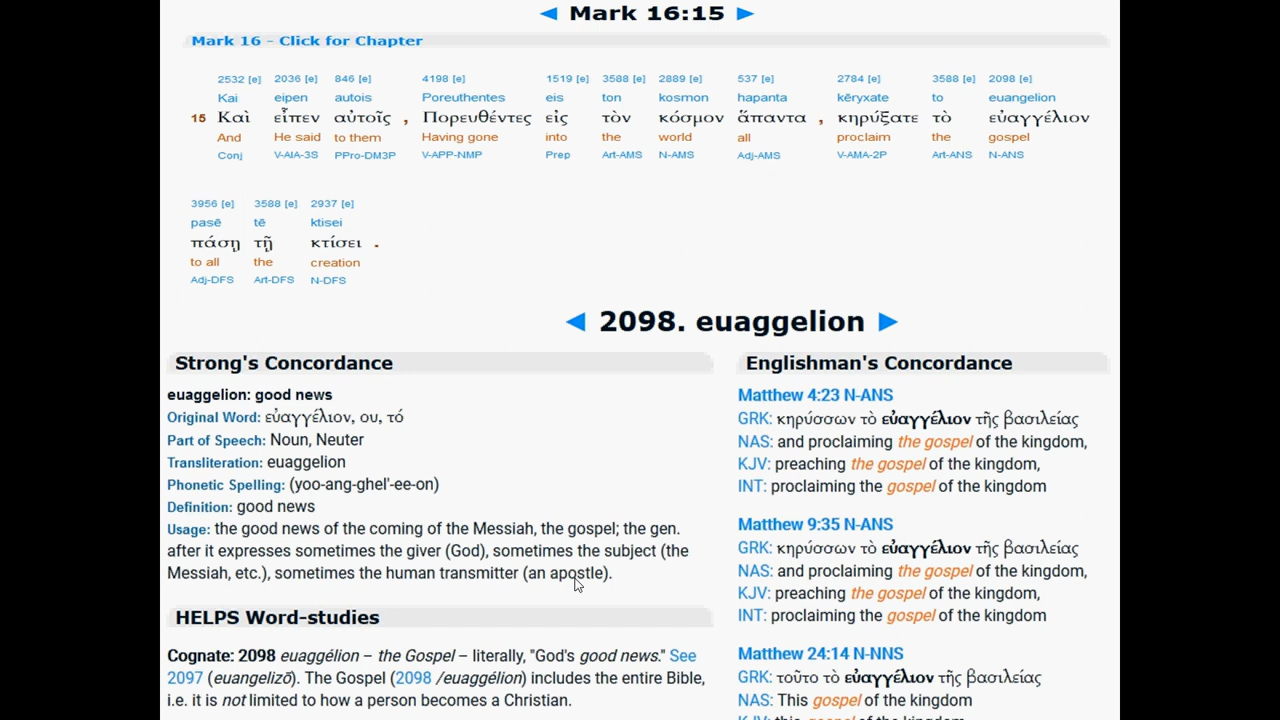 ◄ Mark 16:15 ►
Mark 16 - Click for Chapter
2532 [e] 2036 [e] 846 [e] 4198 [e] 1519 [e] 3588 [e] 2889 [e] 537 [e] 2784 [e] 3588 [e] 2098 [e]
Kai eipen autois Poreuthentes eis ton kosmon hapanta kēryxate to euangelion
15 Καὶ εἶπεν αὐτοῖς , Πορευθέντες εἰς τὸν κόσμον ἅπαντα , κηρύξατε τὸ εὐαγγέλιον
And He said to them Having gone into the world all proclaim the gospel
Conj V-AIA-3S PPro-DM3P V-APP-NMP Prep Art-AMS N-AMS Adj-AMS V-AMA-2P Art-ANS N-ANS
3956 [e] 3588 [e] 2937 [e]
pasē tē ktisei
πάσῃ τῇ κτίσει .
to all the creation
Adj-DFS Art-DFS N-DFS
◄ 2098. euaggelion ►
Strong's Concordance
euaggelion: good news
Original Word: εὐαγγέλιον, ου, τό
Part of Speech: Noun, Neuter
Transliteration: euaggelion
Phonetic Spelling: (yoo-ang-ghel'-ee-on)
Definition: good news
Usage: the good news of the coming of the Messiah, the gospel; the gen.
after it expresses sometimes the giver (God), sometimes the subject (the
Messiah, etc.), sometimes the human transmitter (an apostle).
HELPS Word-studies
Cognate: 2098 euaggélion – the Gospel – literally, "God's good news." See
2097 (euangelizō). The Gospel (2098 /euaggélion) includes the entire Bible,
i.e. it is not limited to how a person becomes a Christian.
Englishman's Concordance
Matthew 4:23 N-ANS
GRK: κηρύσσων τὸ εὐαγγέλιον τῆς βασιλείας
NAS: and proclaiming the gospel of the kingdom,
KJV: preaching the gospel of the kingdom,
INT: proclaiming the gospel of the kingdom
Matthew 9:35 N-ANS
GRK: κηρύσσων τὸ εὐαγγέλιον τῆς βασιλείας
NAS: and proclaiming the gospel of the kingdom,
KJV: preaching the gospel of the kingdom,
INT: proclaiming the gospel of the kingdom
Matthew 24:14 N-NNS
GRK: τοῦτο τὸ εὐαγγέλιον τῆς βασιλείας
NAS: This gospel of the kingdom
KJV: this gospel of the kingdom